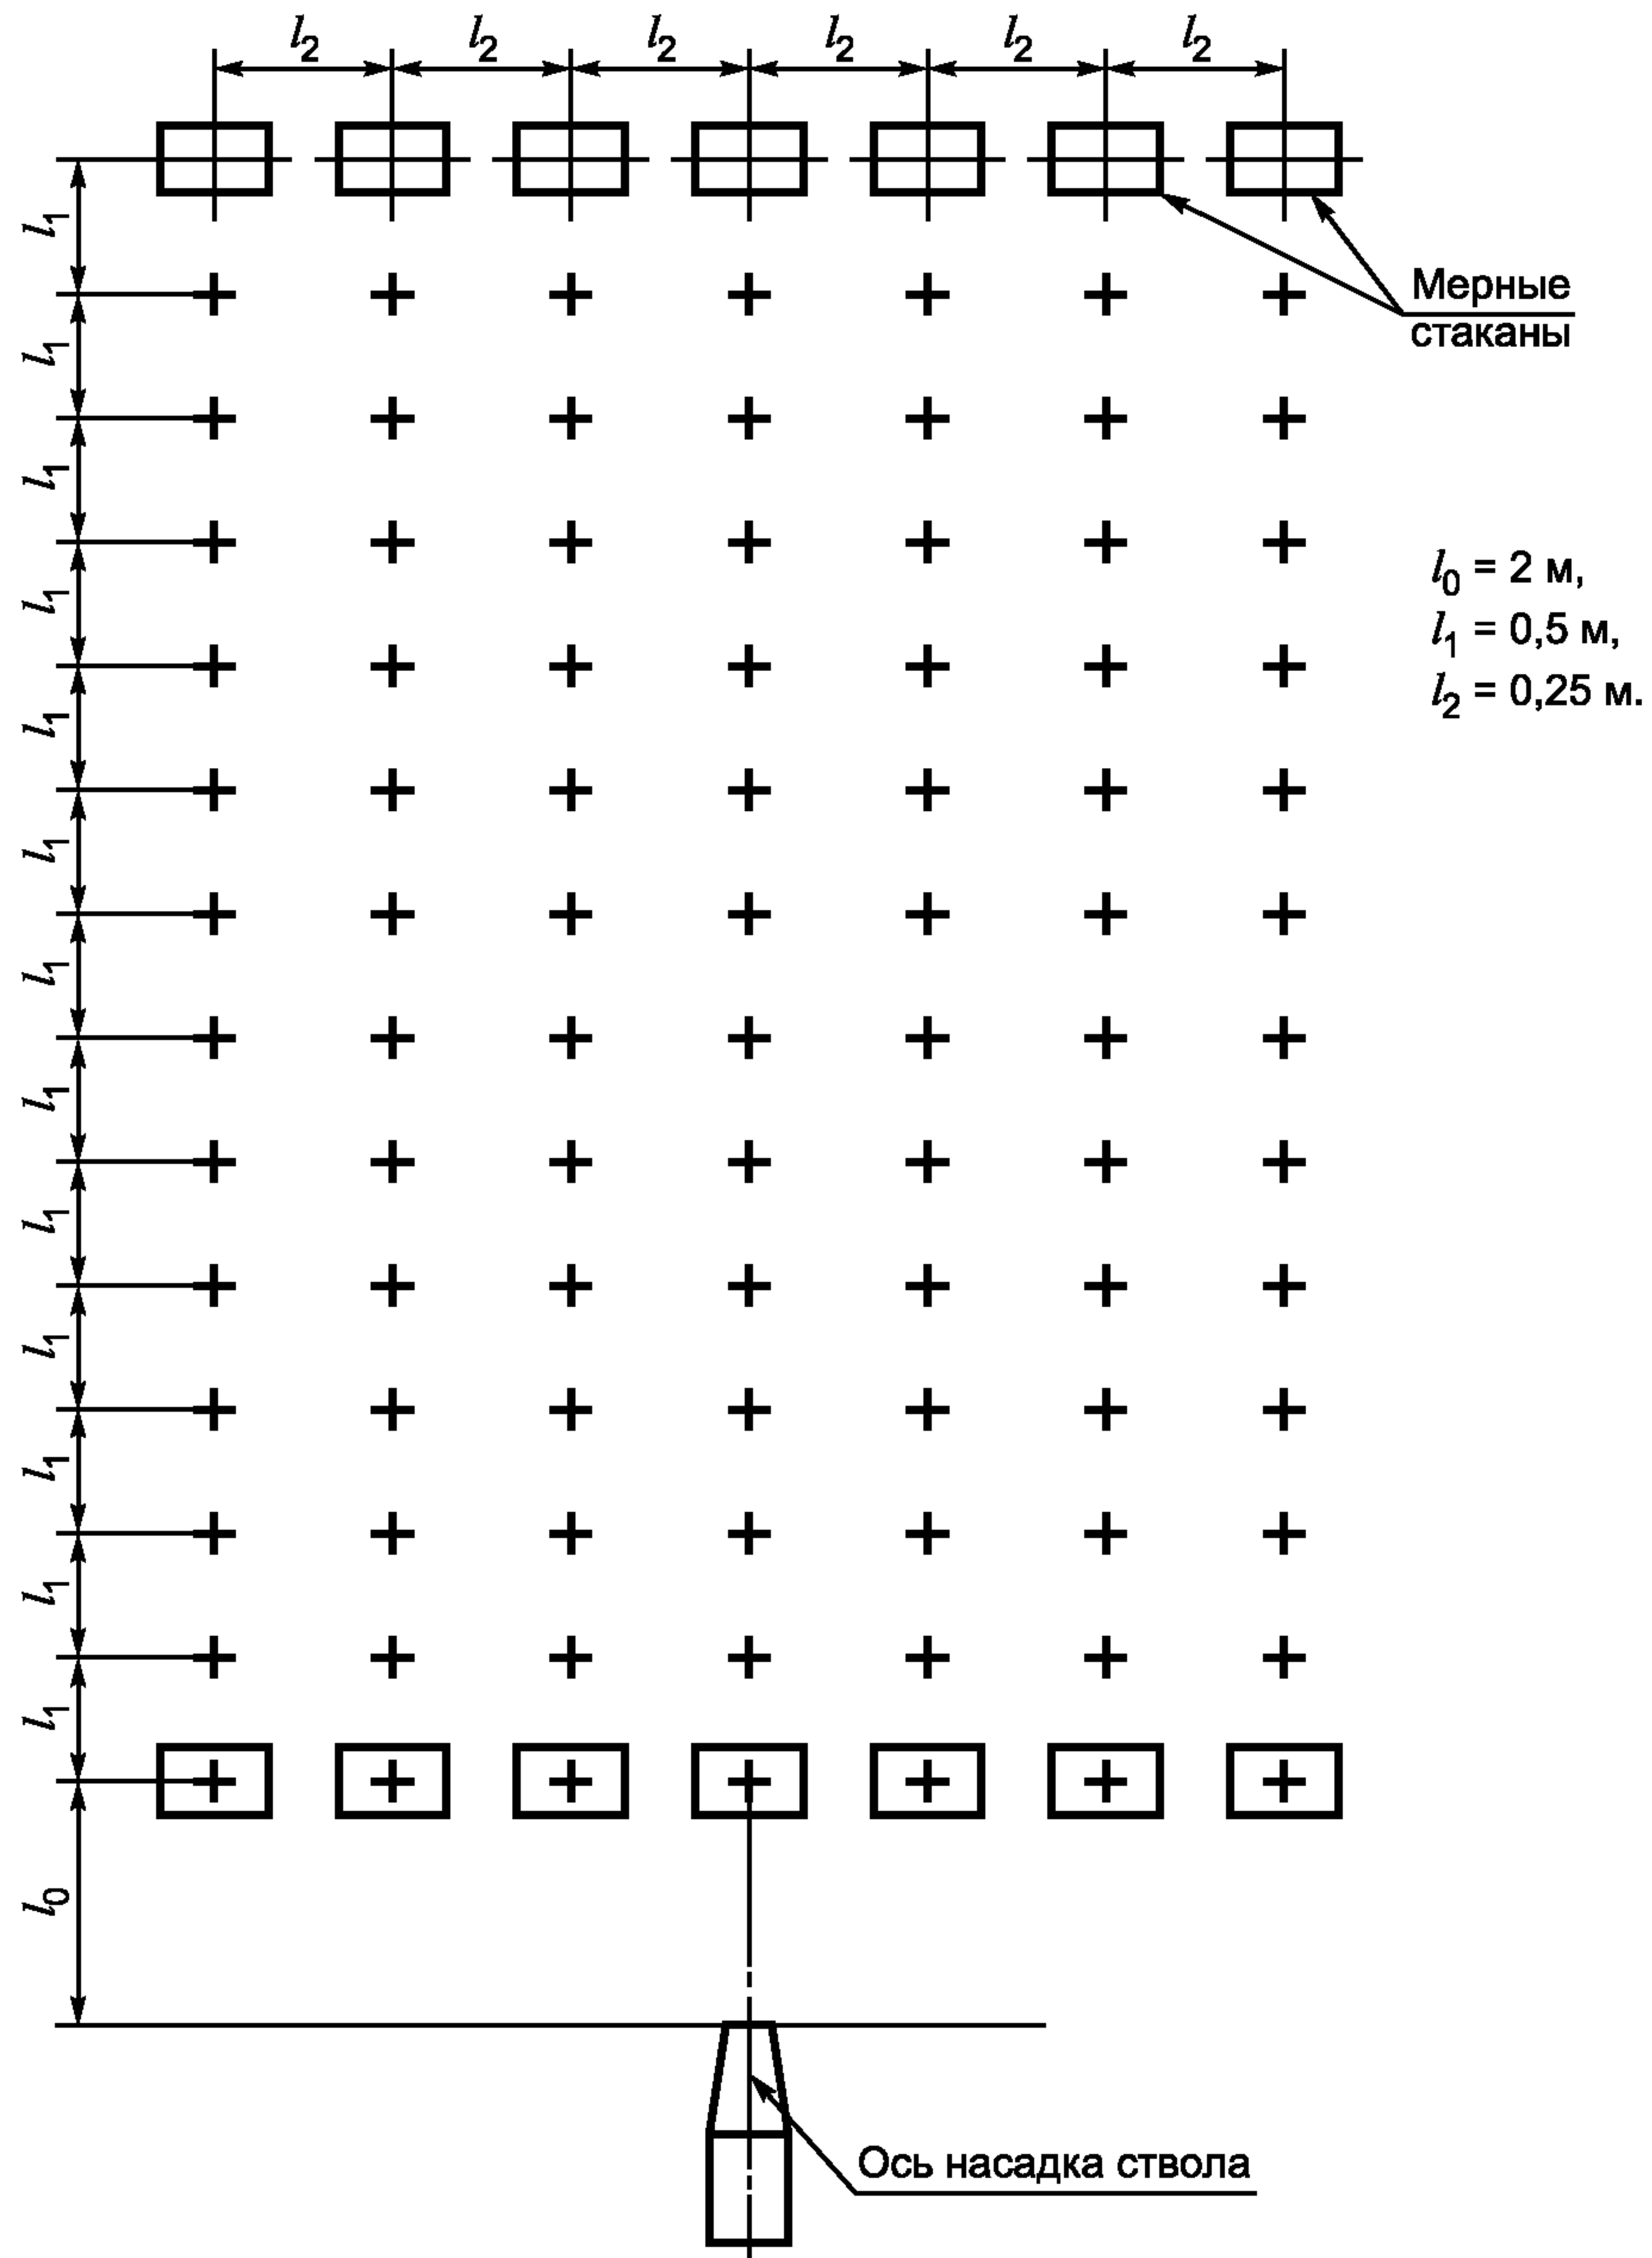 l2 l2 l2 l2 l2 l2
l1
Мерные
стаканы
l1
l1
l0 = 2 м,
l1 = 0,5 м,
l2 = 0,25 м.
l1
l1
l1
l1
l1
l1
l1
l1
l1
l1
l0
Ось насадка ствола